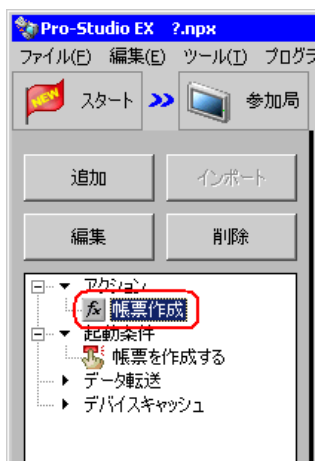 Pro-Studio EX ?.npx
ファイル(F) 編集(E) ツール(T) プログラ
NEW スタート 参加局
追加 インポート
編集 削除
アクション
fx 帳票作成
起動条件
帳票を作成する
データ転送
デバイスキャッシュ